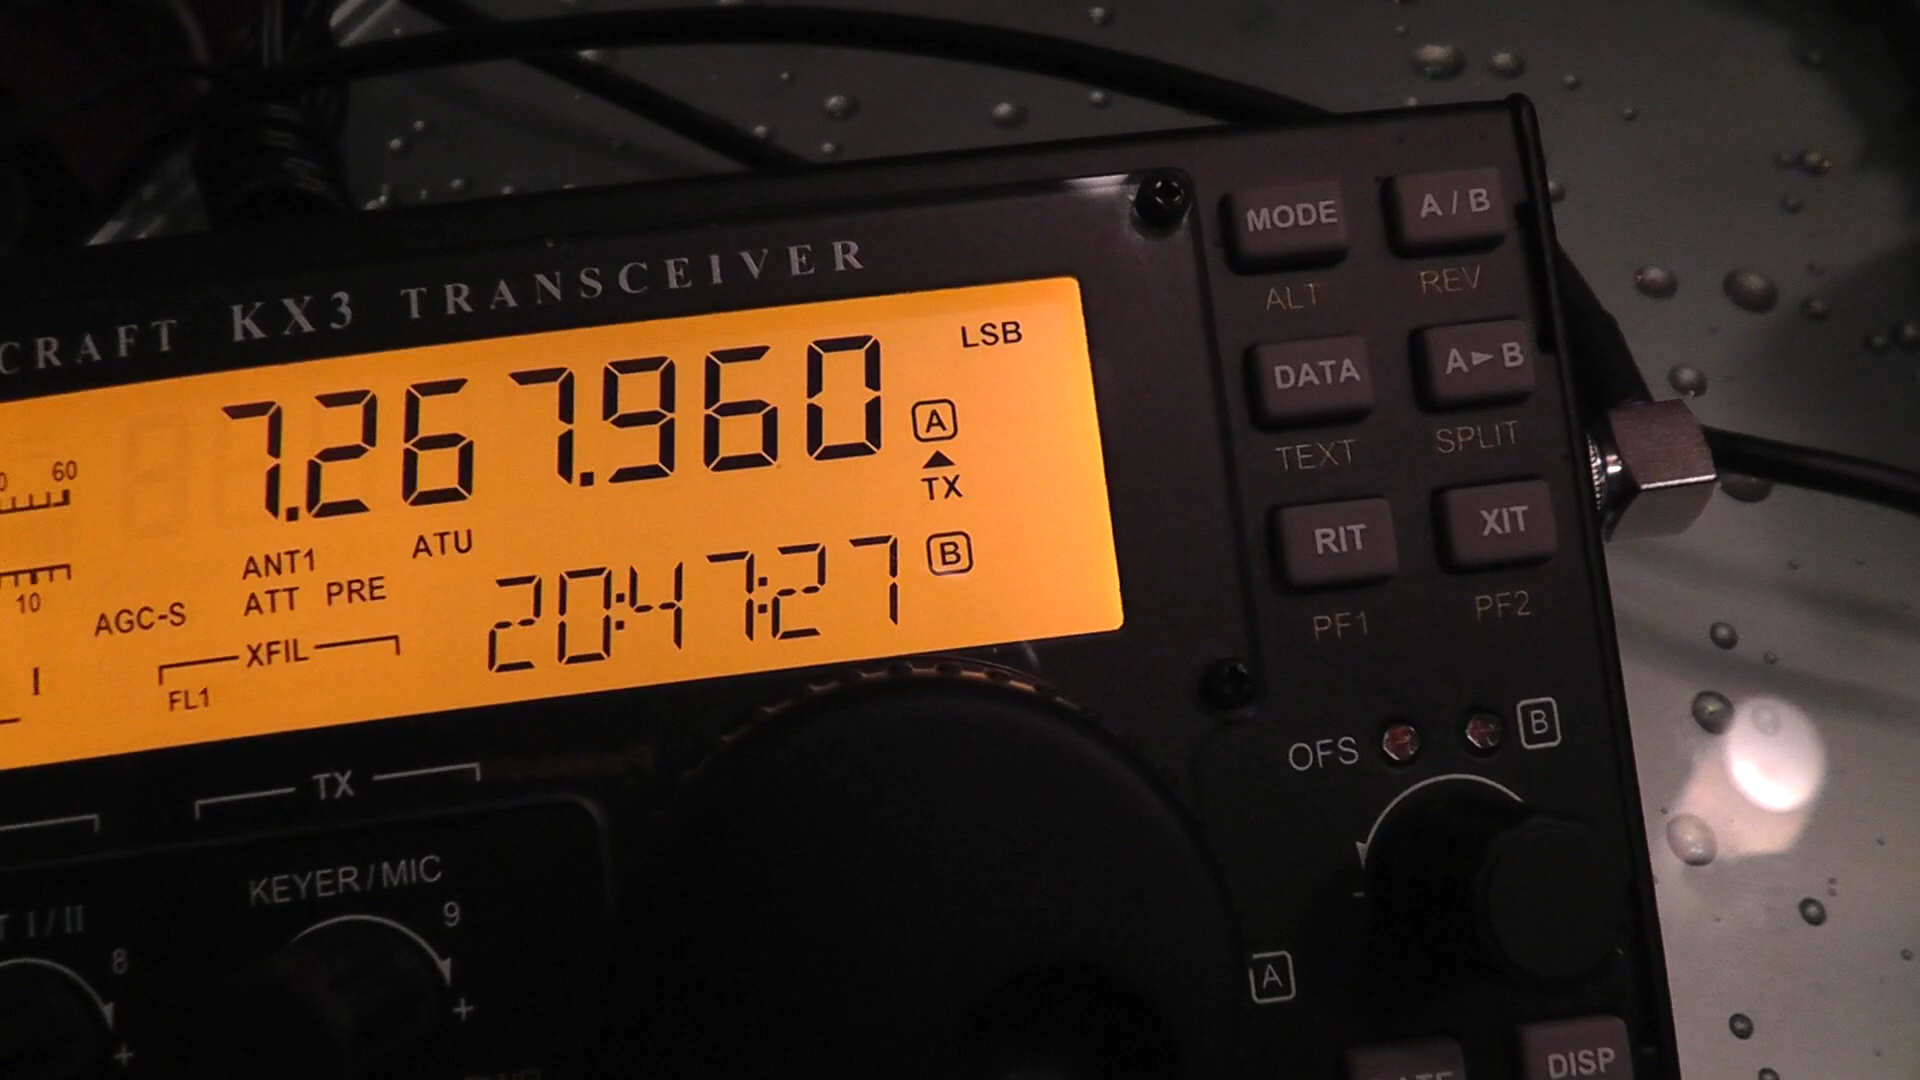 CRAFT KX3 TRANSCEIVER
MODE A / B
ALT REV
LSB
7.267.960 A
DATA A►B
60
TX
TEXT SPLIT
ANT1 ATU
20:47:27 B
RIT XIT
10 AGC-S ATT PRE
PF1 PF2
XFIL
I FL1
OFS B
TX
KEYER / MIC
I / II 8 9
+ +
-
A
DISP